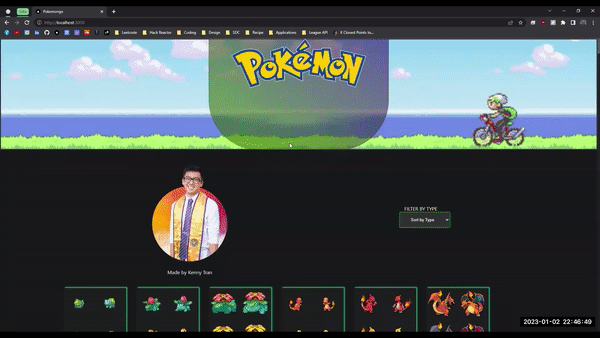 Pokemongo
http://localhost:3000
Leetcode
Hack Reactor
Coding
Design
SDC
Recipe
Applications
League API
K Closest Points to...
POKéMON
FILTER BY TYPE
Sort by Type
Made by Kenny Tran
2023-01-02 22:46:49